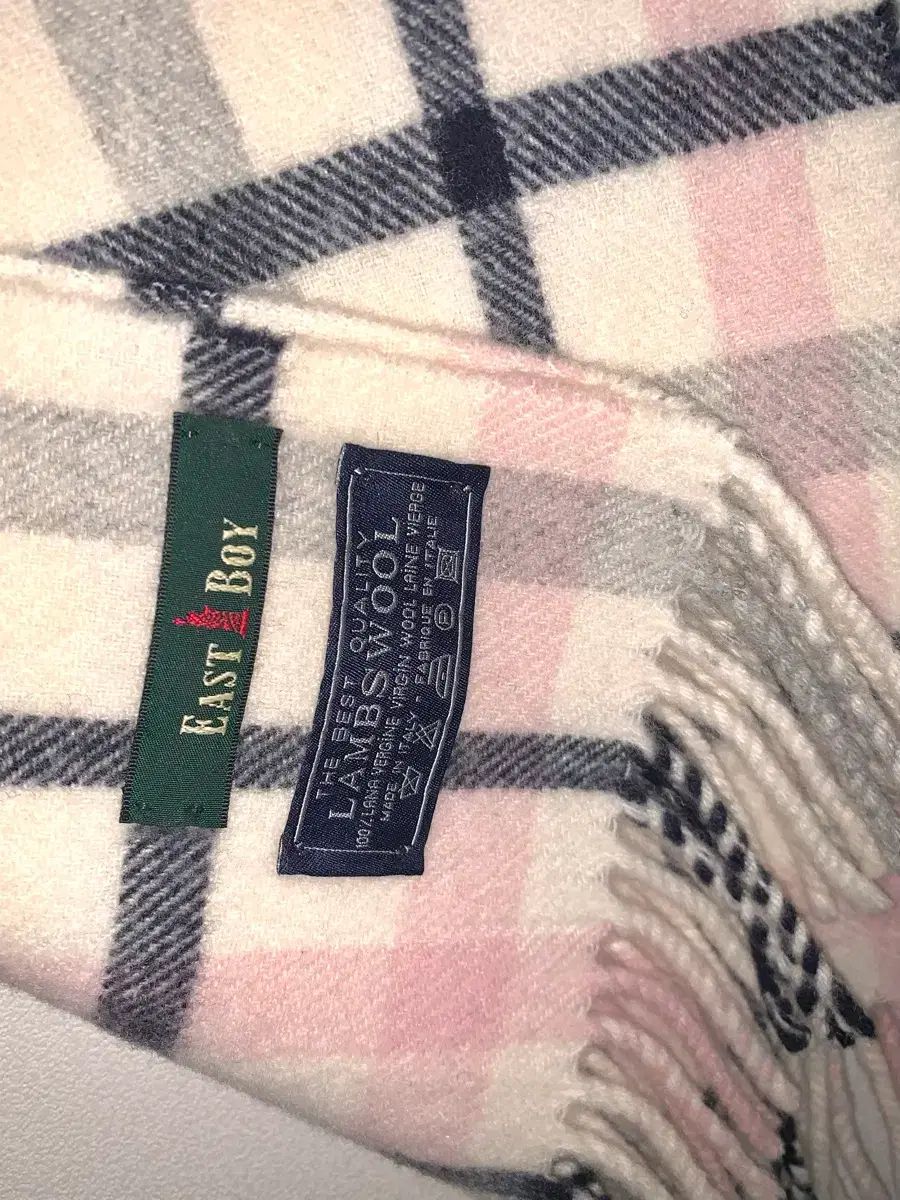 EAST BOY
THE BEST QUALITY
LAMBSWOOL
100% LANA VERGINE VIRGIN WOOL LAINE VIERGE
MADE IN ITALY - FABRIQUE EN ITALIE
P